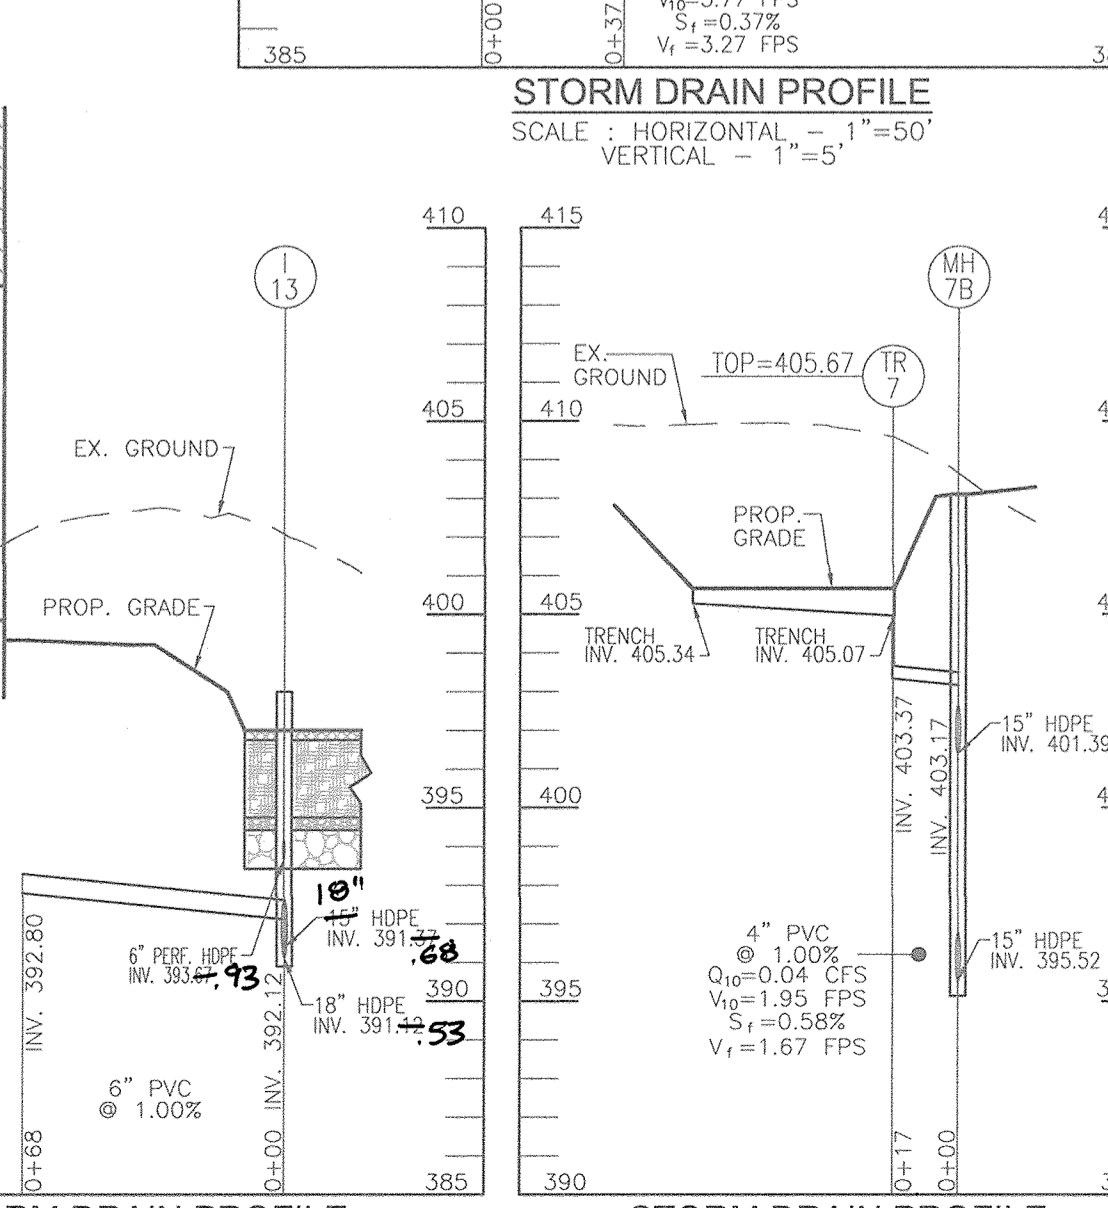 385
0+00
0+37
V10=3.77 FPS
Sf=0.37%
Vf=3.27 FPS
STORM DRAIN PROFILE
SCALE : HORIZONTAL – 1"=50'
VERTICAL – 1"=5'
410
I
13
405
EX. GROUND
400
PROP. GRADE
395
18"
15" HDPE
INV. 391.37
.68
6" PERF. HDPE
INV. 393.67 .93
390
18" HDPE
INV. 391.12 .53
INV. 392.80
INV. 392.12
6" PVC
@ 1.00%
0+68
0+00
385
415
MH
7B
EX.
GROUND
TOP=405.67
TR
7
410
PROP.
GRADE
405
TRENCH
INV. 405.34
TRENCH
INV. 405.07
INV. 403.37
INV. 403.17
15" HDPE
INV. 401.39
400
4" PVC
@ 1.00%
Q10=0.04 CFS
V10=1.95 FPS
Sf=0.58%
Vf=1.67 FPS
15" HDPE
INV. 395.52
395
0+17
0+00
390